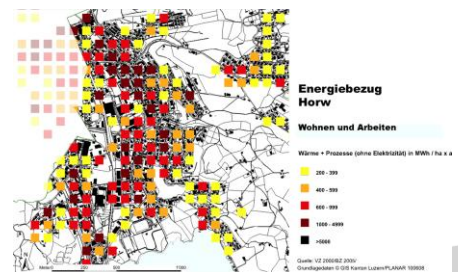 Energiebezug
Horw
Wohnen und Arbeiten
Wärme + Prozesse (ohne Elektrizität) in MWh / ha x a
200 - 399
400 - 599
600 - 999
1000 - 4999
>5000
Quelle: VZ 2000/BZ 2005/
Grundlagedaten © GIS Kanton Luzern/PLANAR 100608